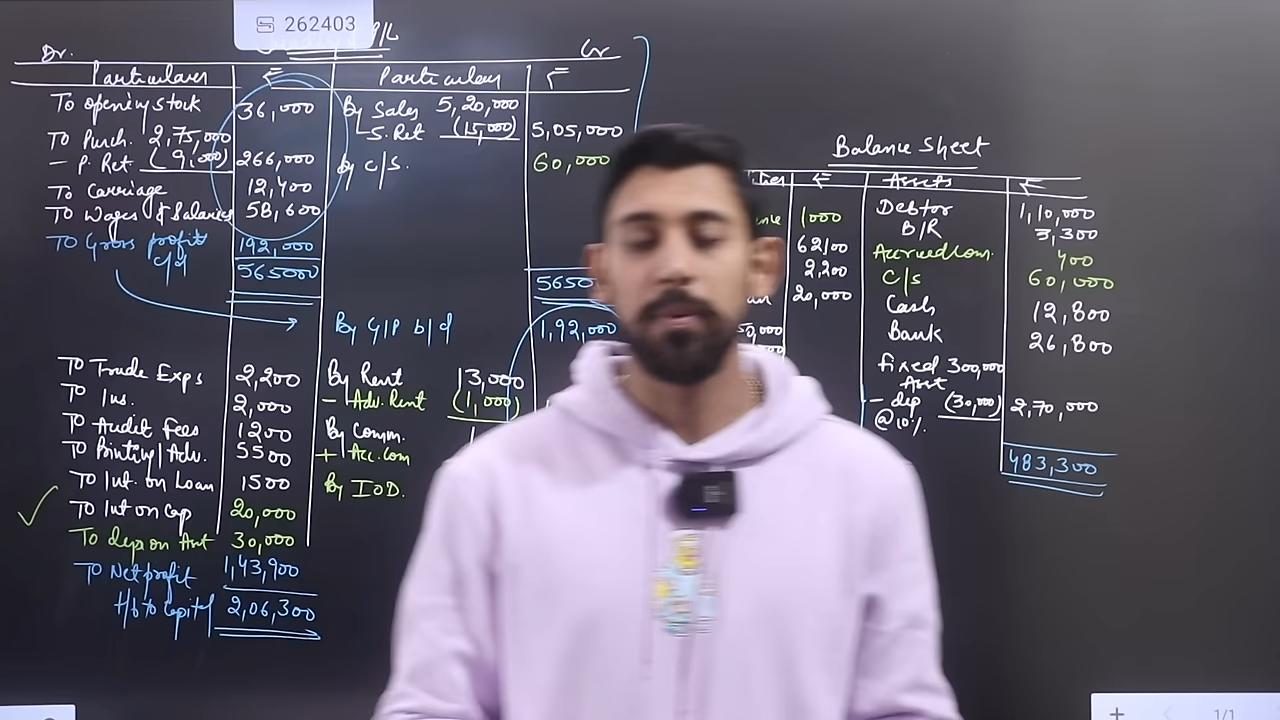 262403
Dr.
Cr
Particulars ₹ Particulars ₹
To opening stock 36,000 By Sales 5,20,000
To Purch. 2,75,000 S. Ret (15,000) 5,05,000
- P. Ret. (9,000) 266,000 By C/S. 60,000
To Carriage 12,400
To Wages & Salaries 58,600
To Gross profit c/d 192,000
565000 5650
By G/P b/d 1,92,000
To Trade Exps 2,200 By Rent 13,000
To Ins. 2,000 - Adv. Rent (1,000)
To Audit fees 1200 By Comm.
To Printing/Adv. 5500 + Acc. Com
To Int. on Loan 1500 By IOD.
To Int on Cap 20,000
To dep on Ast 30,000
To Net profit 1,43,900
t/b to Capitl 2,06,300
Balance Sheet
₹ Assets ₹
1000 Debtor 1,10,000
62100 B/R 3,300
2,200 Accrued Com. 400
20,000 C/S 60,000
Cash 12,800
Bank 26,800
fixed Ast 300,000
- dep @10%. (30,000) 2,70,000
483,300
1/1